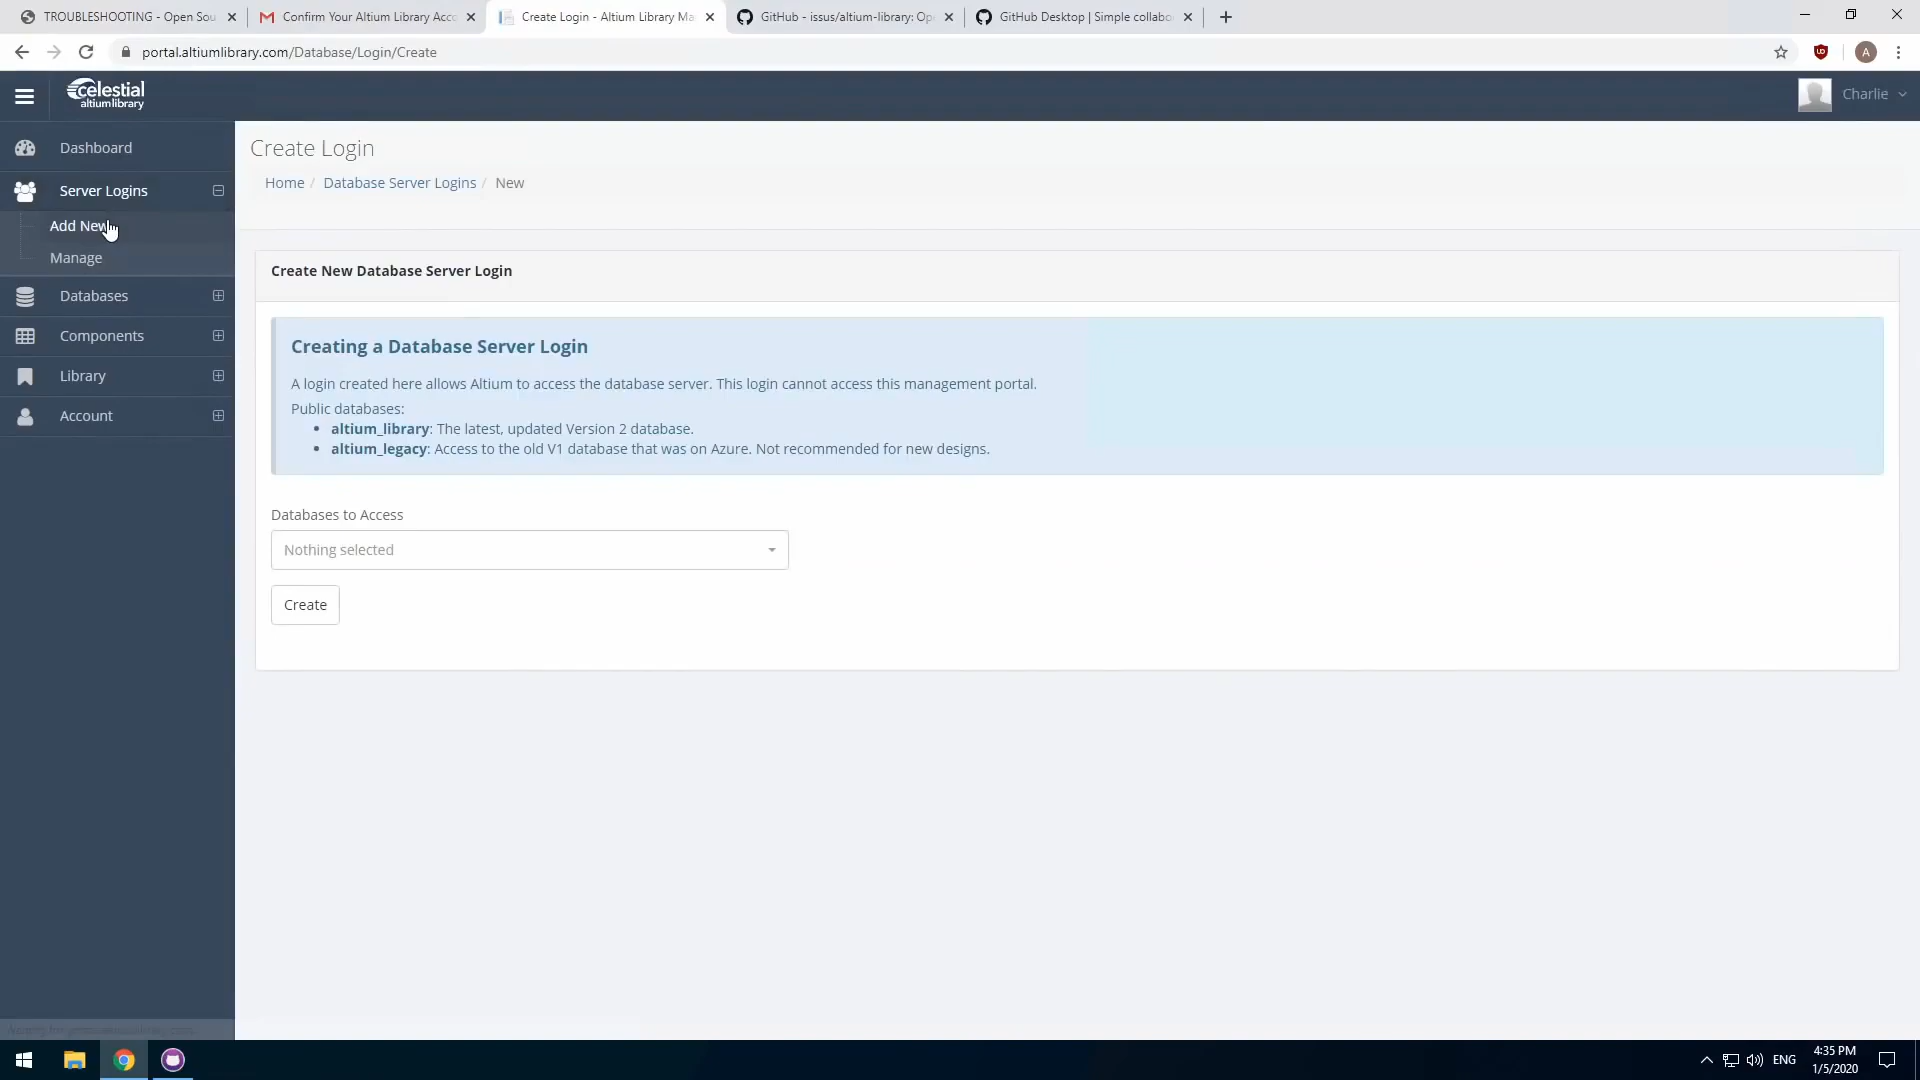 TROUBLESHOOTING - Open Sou
Confirm Your Altium Library Acco
Create Login - Altium Library Ma
GitHub - issus/altium-library: Ope
GitHub Desktop | Simple collabo
portal.altiumlibrary.com/Database/Login/Create
A
celestial
altiumlibrary
Charlie
Dashboard
Server Logins
Add New
Manage
Databases
Components
Library
Account
Create Login
Home / Database Server Logins / New
Create New Database Server Login
Creating a Database Server Login
A login created here allows Altium to access the database server. This login cannot access this management portal.
Public databases:
• altium_library: The latest, updated Version 2 database.
• altium_legacy: Access to the old V1 database that was on Azure. Not recommended for new designs.
Databases to Access
Nothing selected
Create
ENG
4:35 PM
1/5/2020